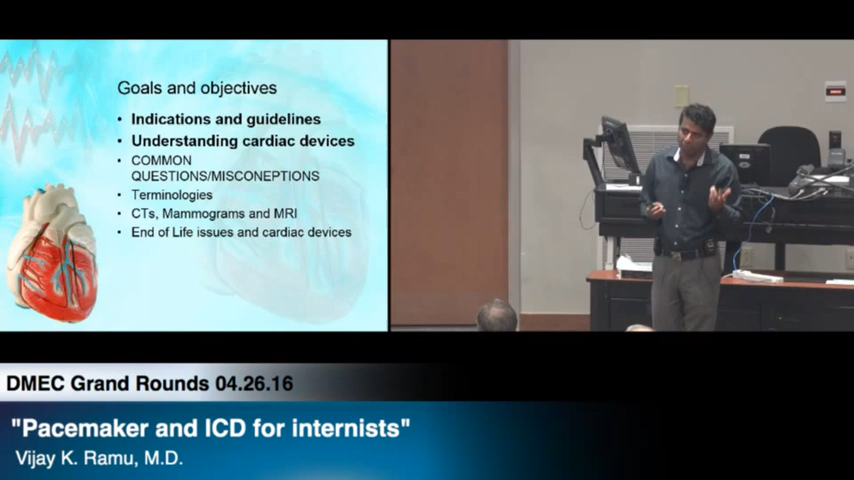 Goals and objectives
• Indications and guidelines
• Understanding cardiac devices
• COMMON
QUESTIONS/MISCONEPTIONS
• Terminologies
• CTs, Mammograms and MRI
• End of Life issues and cardiac devices
DMEC Grand Rounds 04.26.16
"Pacemaker and ICD for internists"
Vijay K. Ramu, M.D.